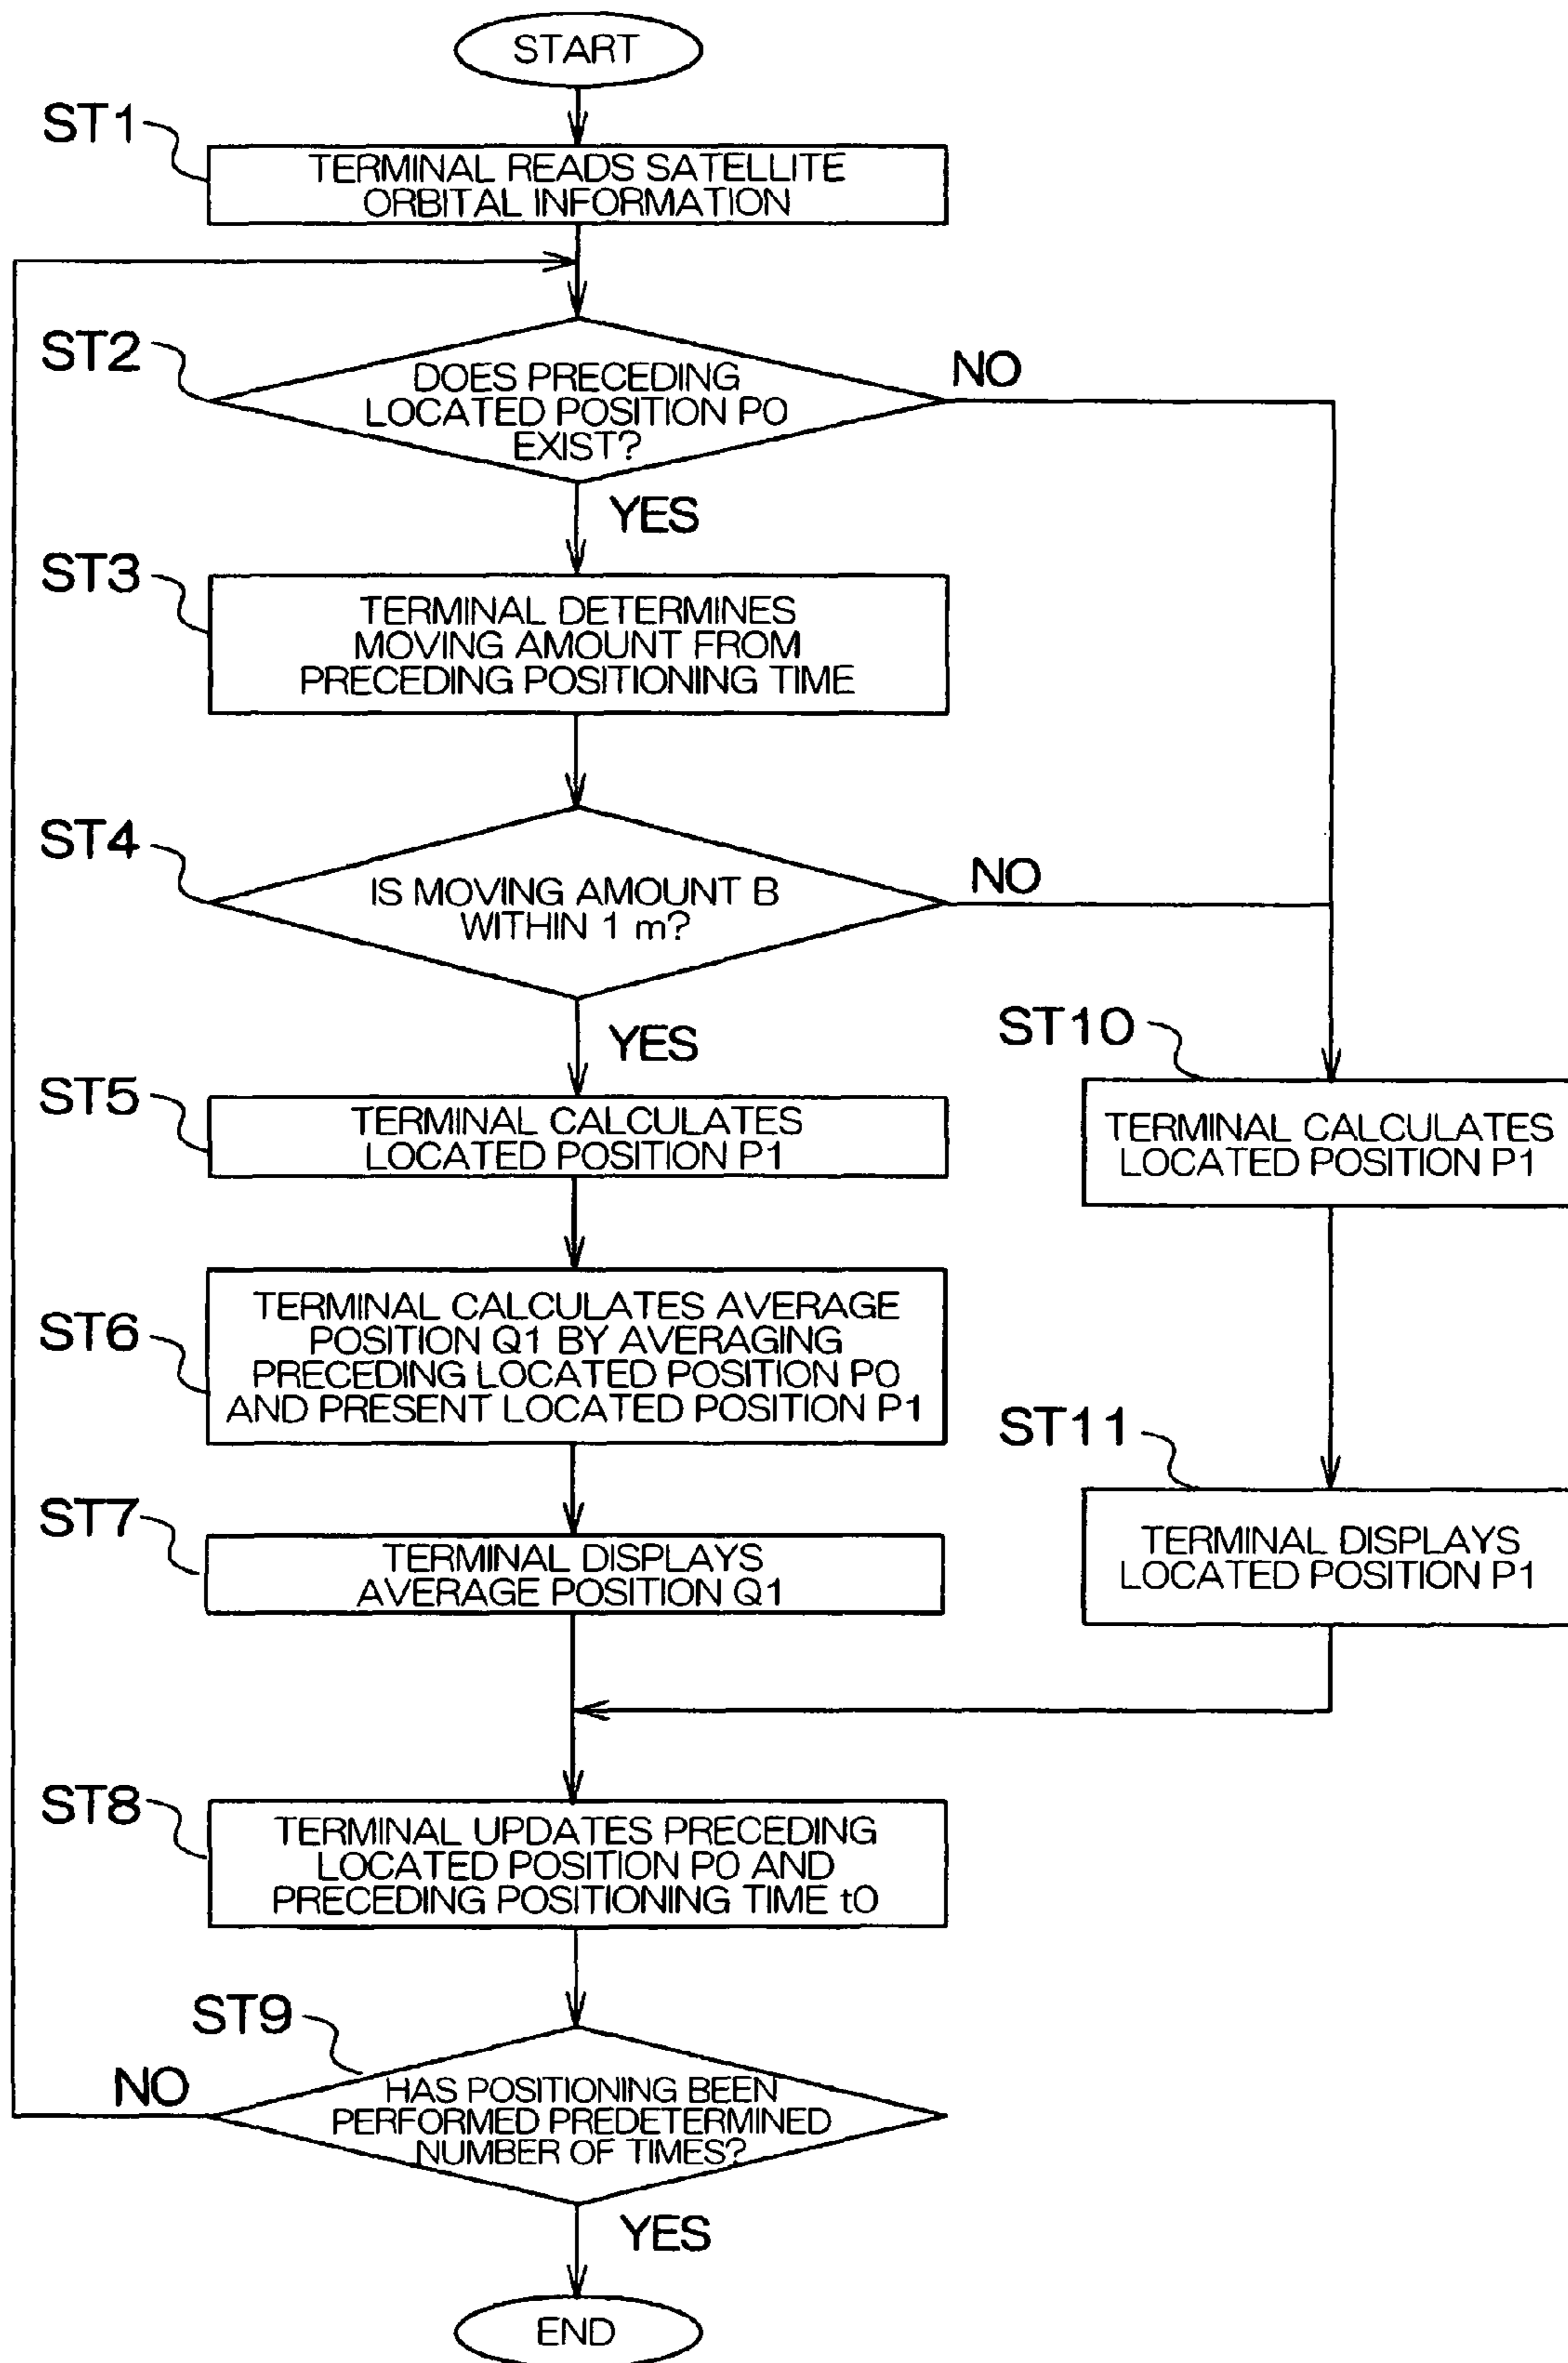 START
ST1
TERMINAL READS SATELLITE
ORBITAL INFORMATION
ST2
DOES PRECEDING
LOCATED POSITION P0
EXIST?
NO
YES
ST3
TERMINAL DETERMINES
MOVING AMOUNT FROM
PRECEDING POSITIONING TIME
ST4
IS MOVING AMOUNT B
WITHIN 1 m?
NO
YES
ST5
TERMINAL CALCULATES
LOCATED POSITION P1
ST6
TERMINAL CALCULATES AVERAGE
POSITION Q1 BY AVERAGING
PRECEDING LOCATED POSITION P0
AND PRESENT LOCATED POSITION P1
ST7
TERMINAL DISPLAYS
AVERAGE POSITION Q1
ST10
TERMINAL CALCULATES
LOCATED POSITION P1
ST11
TERMINAL DISPLAYS
LOCATED POSITION P1
ST8
TERMINAL UPDATES PRECEDING
LOCATED POSITION P0 AND
PRECEDING POSITIONING TIME t0
ST9
HAS POSITIONING BEEN
PERFORMED PREDETERMINED
NUMBER OF TIMES?
NO
YES
END